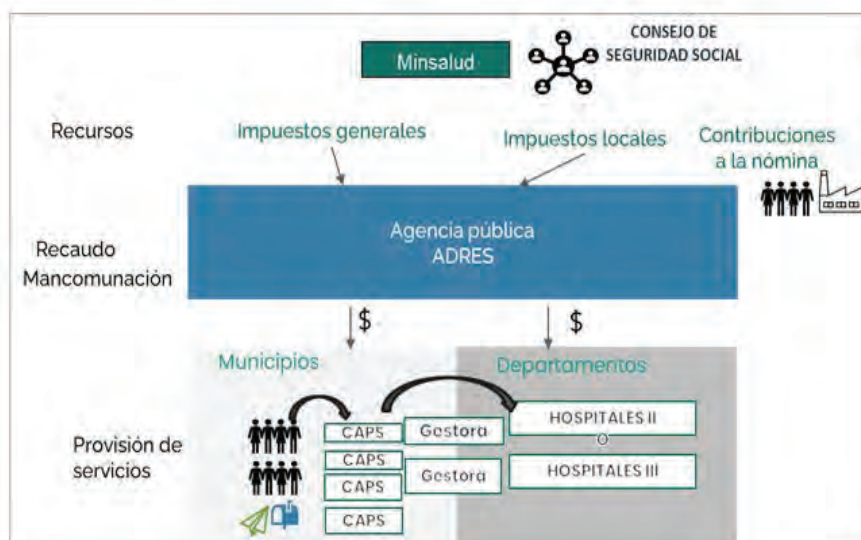 Minsalud
CONSEJO DE
SEGURIDAD SOCIAL
Recursos
Impuestos generales
Impuestos locales
Contribuciones
a la nómina
Recaudo
Mancomunación
Agencia pública
ADRES
$
$
Municipios
Departamentos
Provisión de
servicios
CAPS
Gestora
HOSPITALES II
O
CAPS
CAPS
Gestora
HOSPITALES III
CAPS